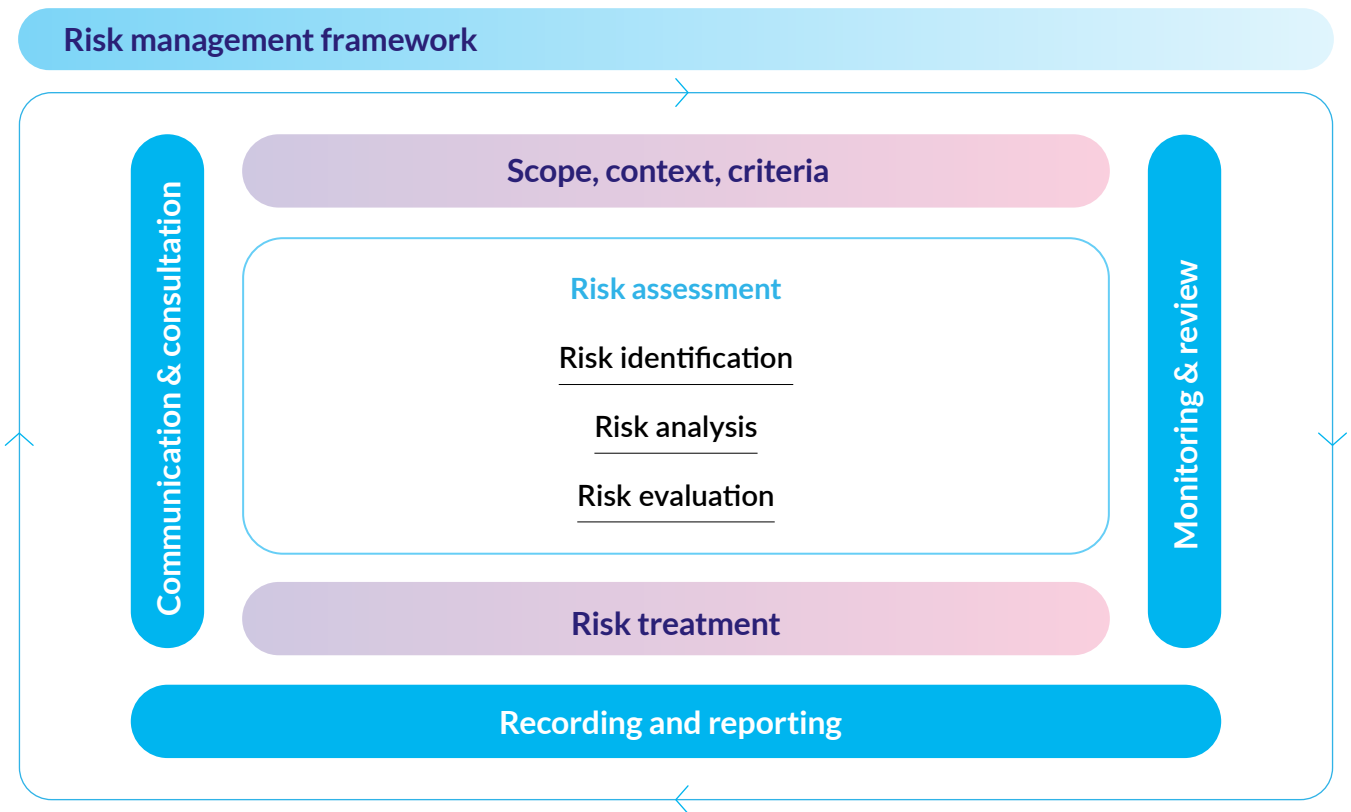 Risk management framework
Scope, context, criteria
Communication & consultation
Risk assessment
Risk identification
Risk analysis
Risk evaluation
Monitoring & review
Risk treatment
Recording and reporting